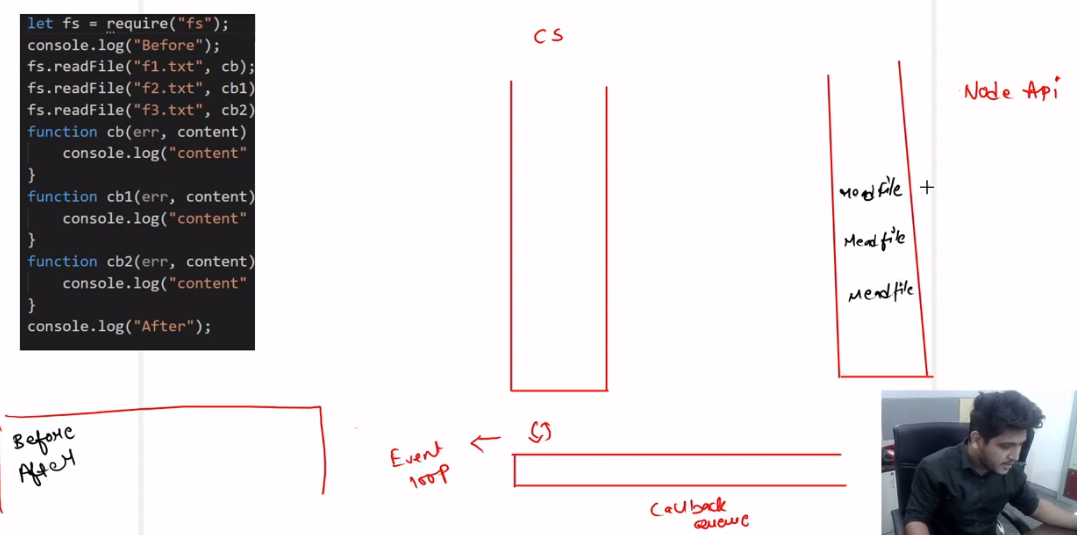 let fs = require("fs");
console.log("Before");
fs.readFile("f1.txt", cb);
fs.readFile("f2.txt", cb1)
fs.readFile("f3.txt", cb2)
function cb(err, content)
console.log("content"
}
function cb1(err, content)
console.log("content"
}
function cb2(err, content)
console.log("content"
}
console.log("After");
CS
Node Api
readfile
readfile
readfile
Before
After
Event
loop
Callback
queue